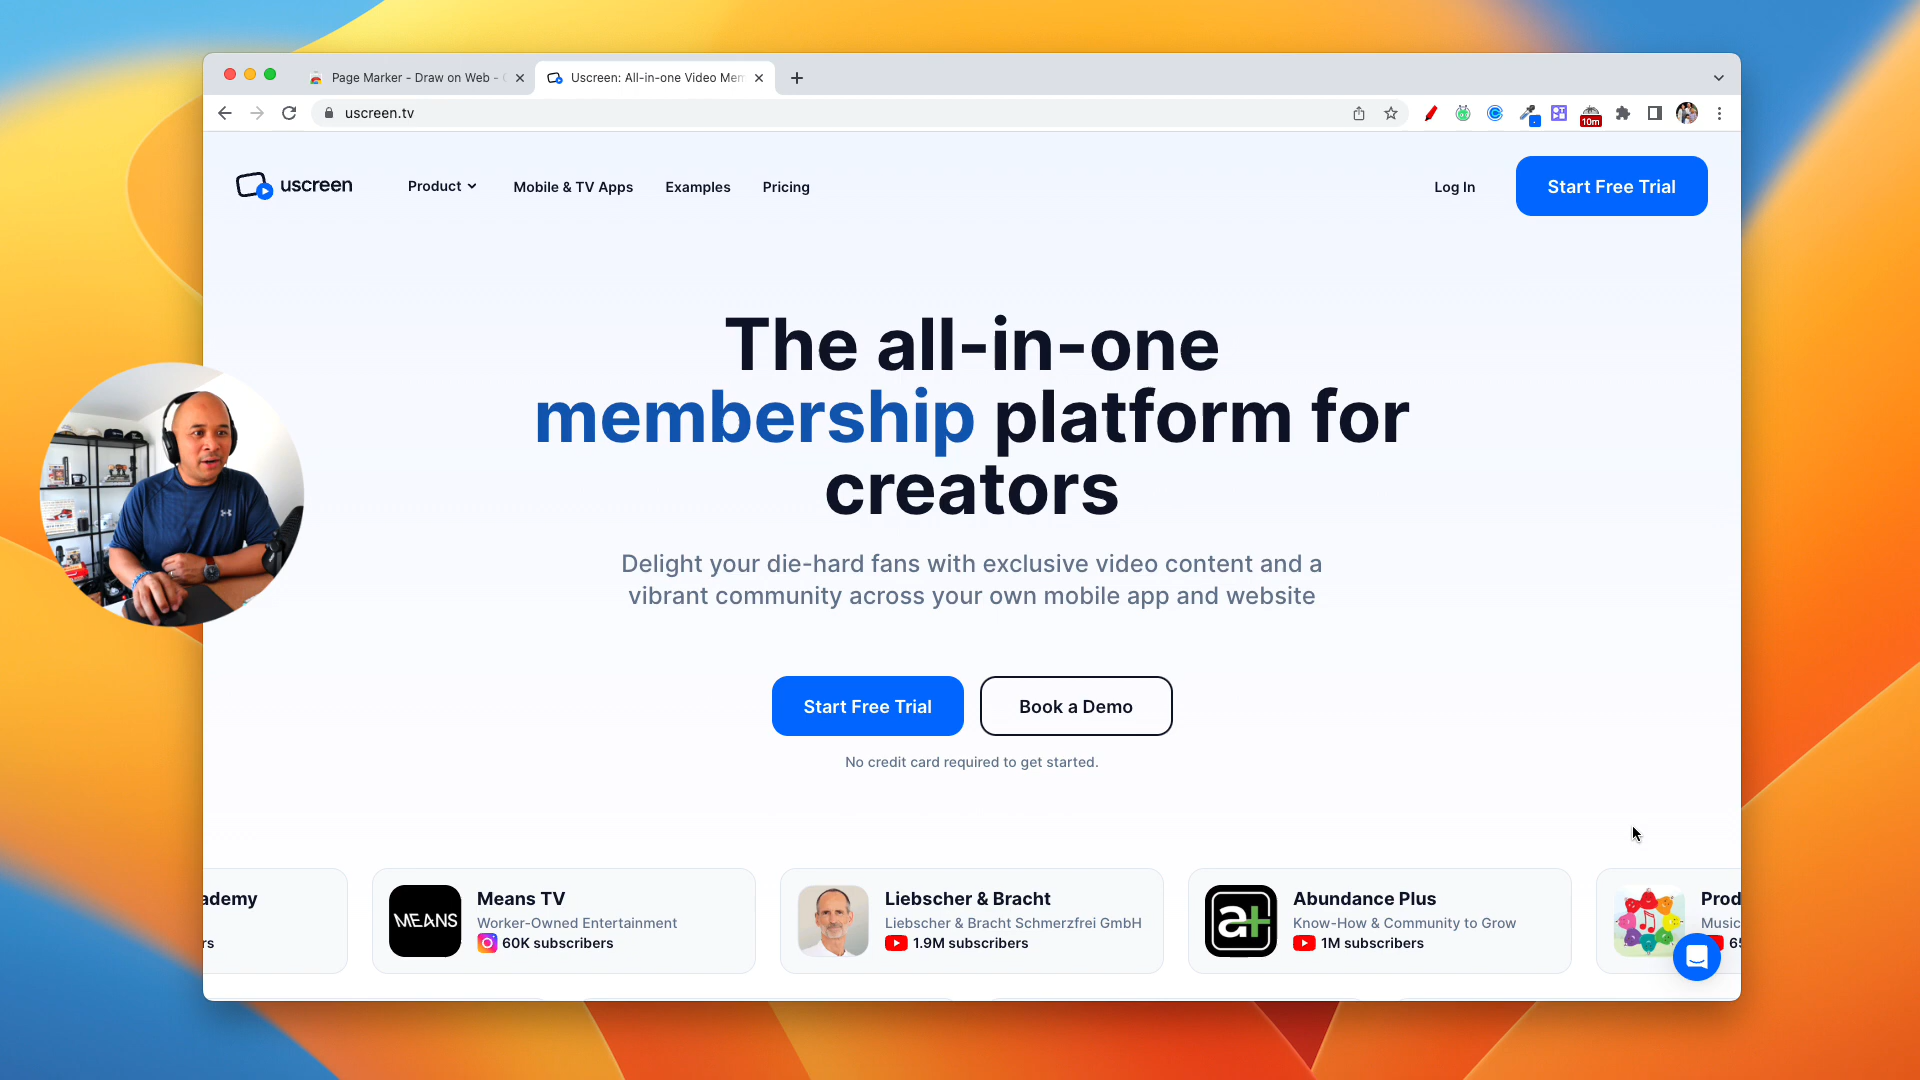 Page Marker - Draw on Web -
Uscreen: All-in-one Video Mem
uscreen.tv
10m
uscreen
Product
Mobile & TV Apps
Examples
Pricing
Log In
Start Free Trial
The all-in-one
membership platform for
creators
Delight your die-hard fans with exclusive video content and a
vibrant community across your own mobile app and website
Start Free Trial
Book a Demo
No credit card required to get started.
ademy
rs
MEANS
Means TV
Worker-Owned Entertainment
60K subscribers
Liebscher & Bracht
Liebscher & Bracht Schmerzfrei GmbH
1.9M subscribers
a+
Abundance Plus
Know-How & Community to Grow
1M subscribers
Prod
Music